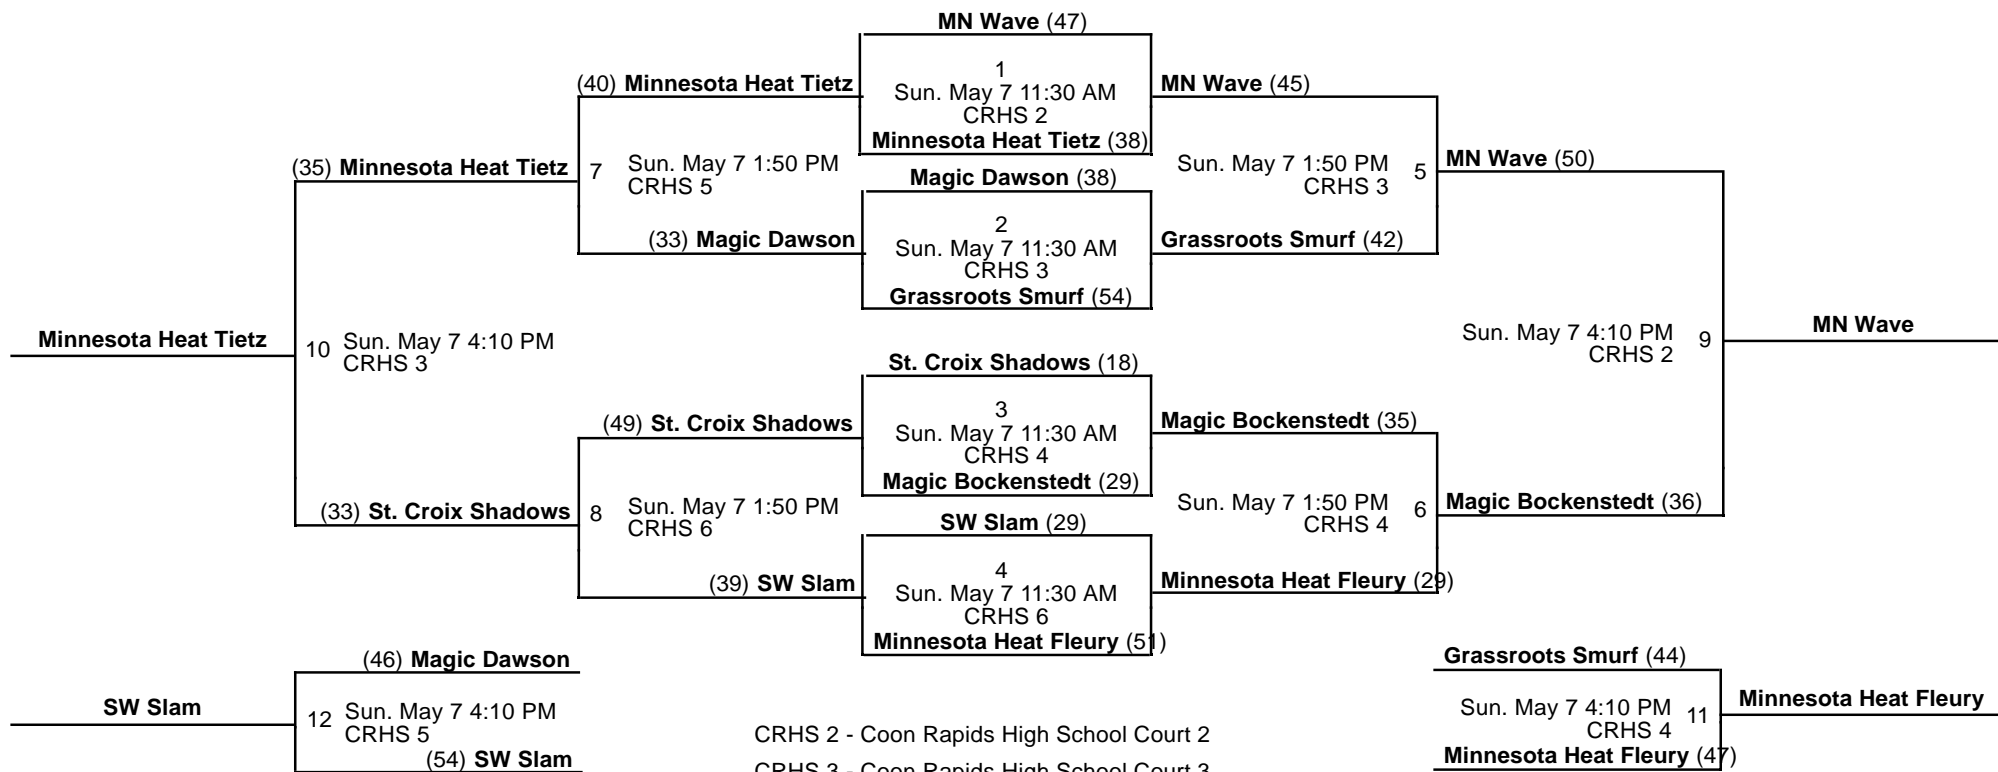 MN Wave (47)
1
Sun. May 7 11:30 AM
CRHS 2
Minnesota Heat Tietz (38)
(40) Minnesota Heat Tietz
MN Wave (45)
(35) Minnesota Heat Tietz
7 Sun. May 7 1:50 PM
CRHS 5
Magic Dawson (38)
2
Sun. May 7 11:30 AM
CRHS 3
Grassroots Smurf (54)
Sun. May 7 1:50 PM 5
CRHS 3
MN Wave (50)
(33) Magic Dawson
Grassroots Smurf (42)
Minnesota Heat Tietz
10 Sun. May 7 4:10 PM
CRHS 3
Sun. May 7 4:10 PM 9
CRHS 2
MN Wave
St. Croix Shadows (18)
3
Sun. May 7 11:30 AM
CRHS 4
Magic Bockenstedt (29)
(49) St. Croix Shadows
Magic Bockenstedt (35)
(33) St. Croix Shadows
8 Sun. May 7 1:50 PM
CRHS 6
Sun. May 7 1:50 PM 6
CRHS 4
Magic Bockenstedt (36)
SW Slam (29)
4
Sun. May 7 11:30 AM
CRHS 6
Minnesota Heat Fleury (51)
(39) SW Slam
Minnesota Heat Fleury (29)
(46) Magic Dawson
SW Slam
12 Sun. May 7 4:10 PM
CRHS 5
(54) SW Slam
Grassroots Smurf (44)
Sun. May 7 4:10 PM 11
CRHS 4
Minnesota Heat Fleury
Minnesota Heat Fleury (47)
CRHS 2 - Coon Rapids High School Court 2
CRHS 3 - Coon Rapids High School Court 3